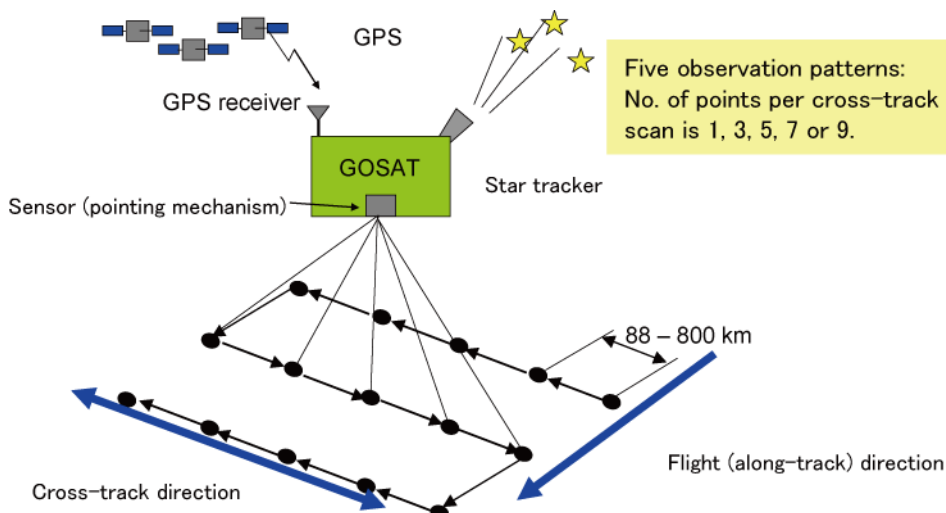 GPS
GPS receiver
Five observation patterns:
No. of points per cross-track
scan is 1, 3, 5, 7 or 9.
GOSAT
Star tracker
Sensor (pointing mechanism)
88 – 800 km
Flight (along-track) direction
Cross-track direction